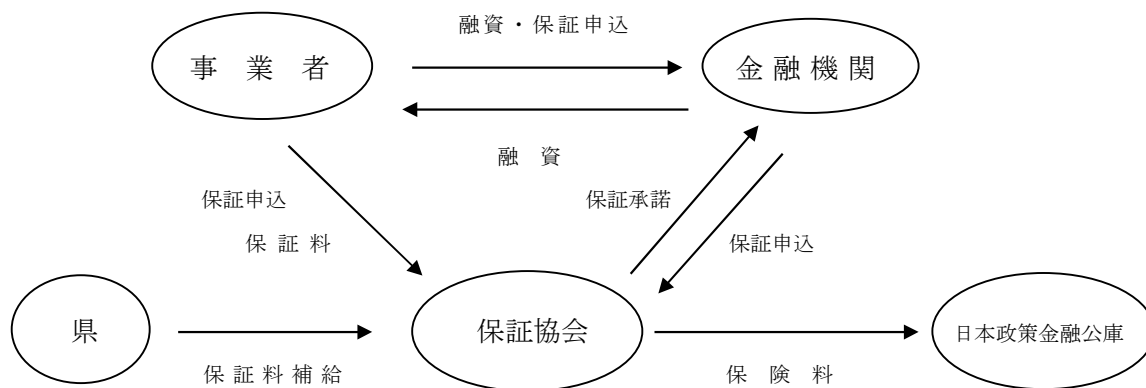 融資・保証申込
事業者
金融機関
融資
保証申込
保証承諾
保証料
保証申込
県
保証協会
日本政策金融公庫
保証料補給
保険料